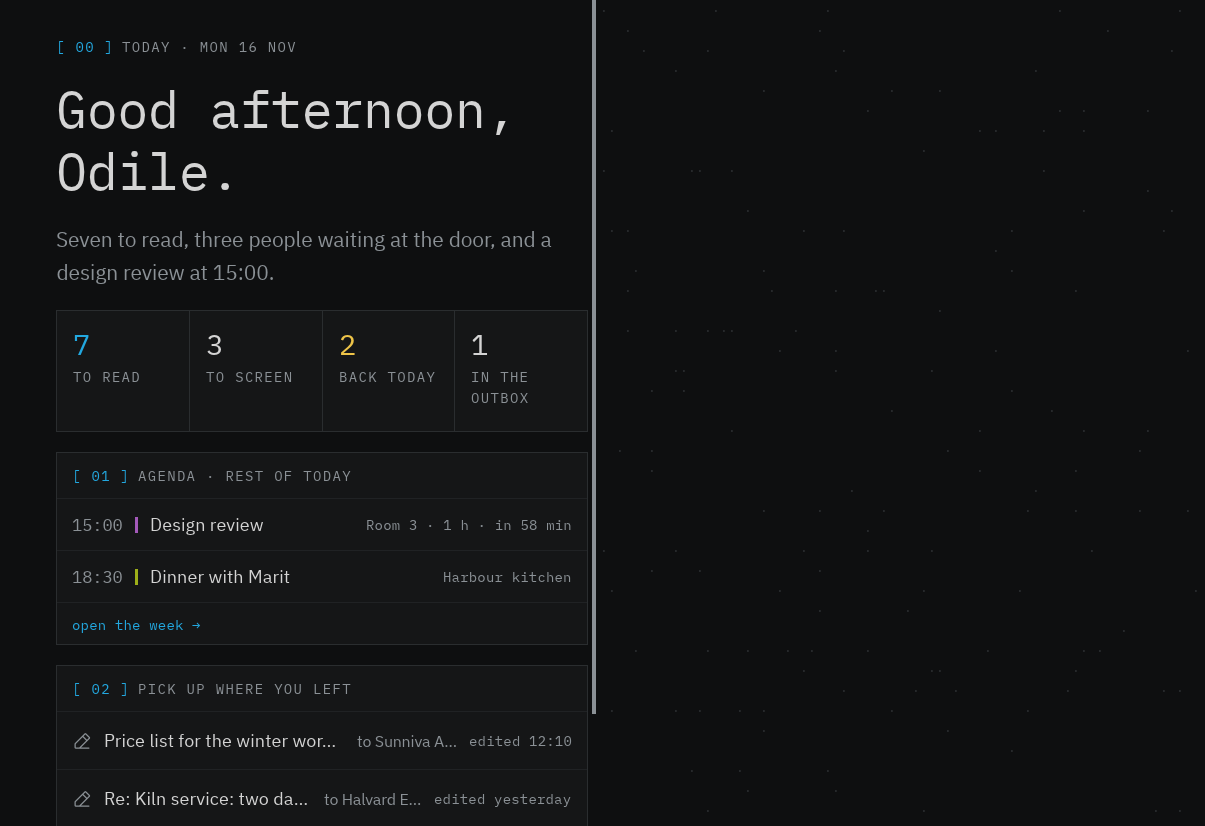 [ 00 ] TODAY · MON 16 NOV
Good afternoon,
Odile.
Seven to read, three people waiting at the door, and a
design review at 15:00.
7
TO READ
3
TO SCREEN
2
BACK TODAY
1
IN THE
OUTBOX
[ 01 ] AGENDA · REST OF TODAY
15:00 Design review Room 3 · 1 h · in 58 min
18:30 Dinner with Marit Harbour kitchen
open the week →
[ 02 ] PICK UP WHERE YOU LEFT
Price list for the winter wor... to Sunniva A... edited 12:10
Re: Kiln service: two da... to Halvard E... edited yesterday